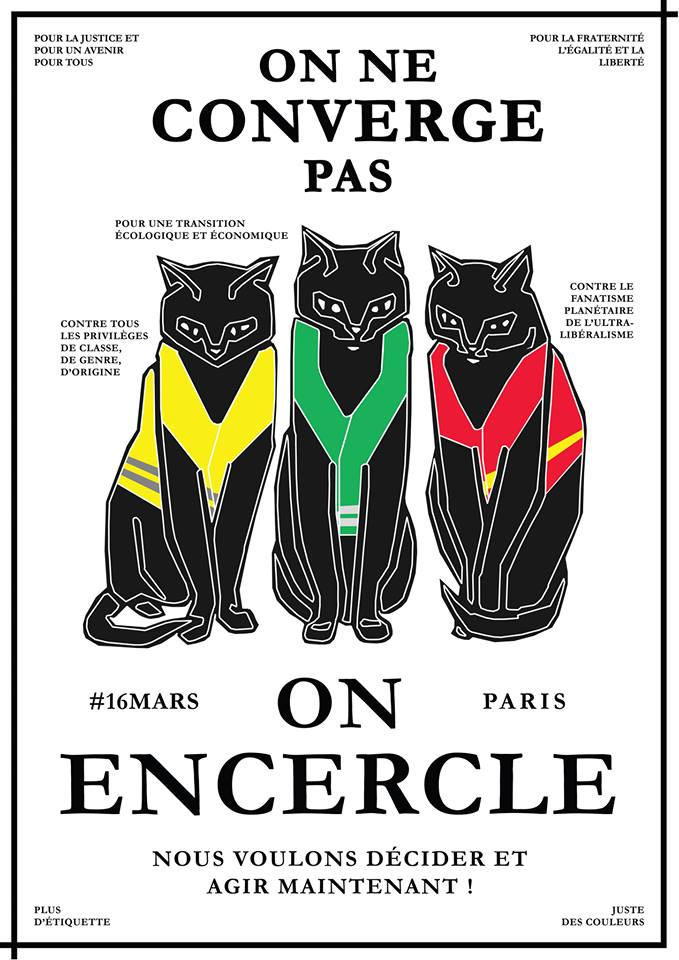 POUR LA JUSTICE ET
POUR UN AVENIR
POUR TOUS
POUR LA FRATERNITÉ
L'ÉGALITÉ ET LA
LIBERTÉ
ON NE
CONVERGE
PAS
POUR UNE TRANSITION
ÉCOLOGIQUE ET ÉCONOMIQUE
CONTRE TOUS
LES PRIVILÈGES
DE CLASSE,
DE GENRE,
D'ORIGINE
CONTRE LE
FANATISME
PLANÉTAIRE
DE L'ULTRA-
LIBÉRALISME
#16MARS
ON
PARIS
ENCERCLE
NOUS VOULONS DÉCIDER ET
AGIR MAINTENANT !
PLUS
D'ÉTIQUETTE
JUSTE
DES COULEURS